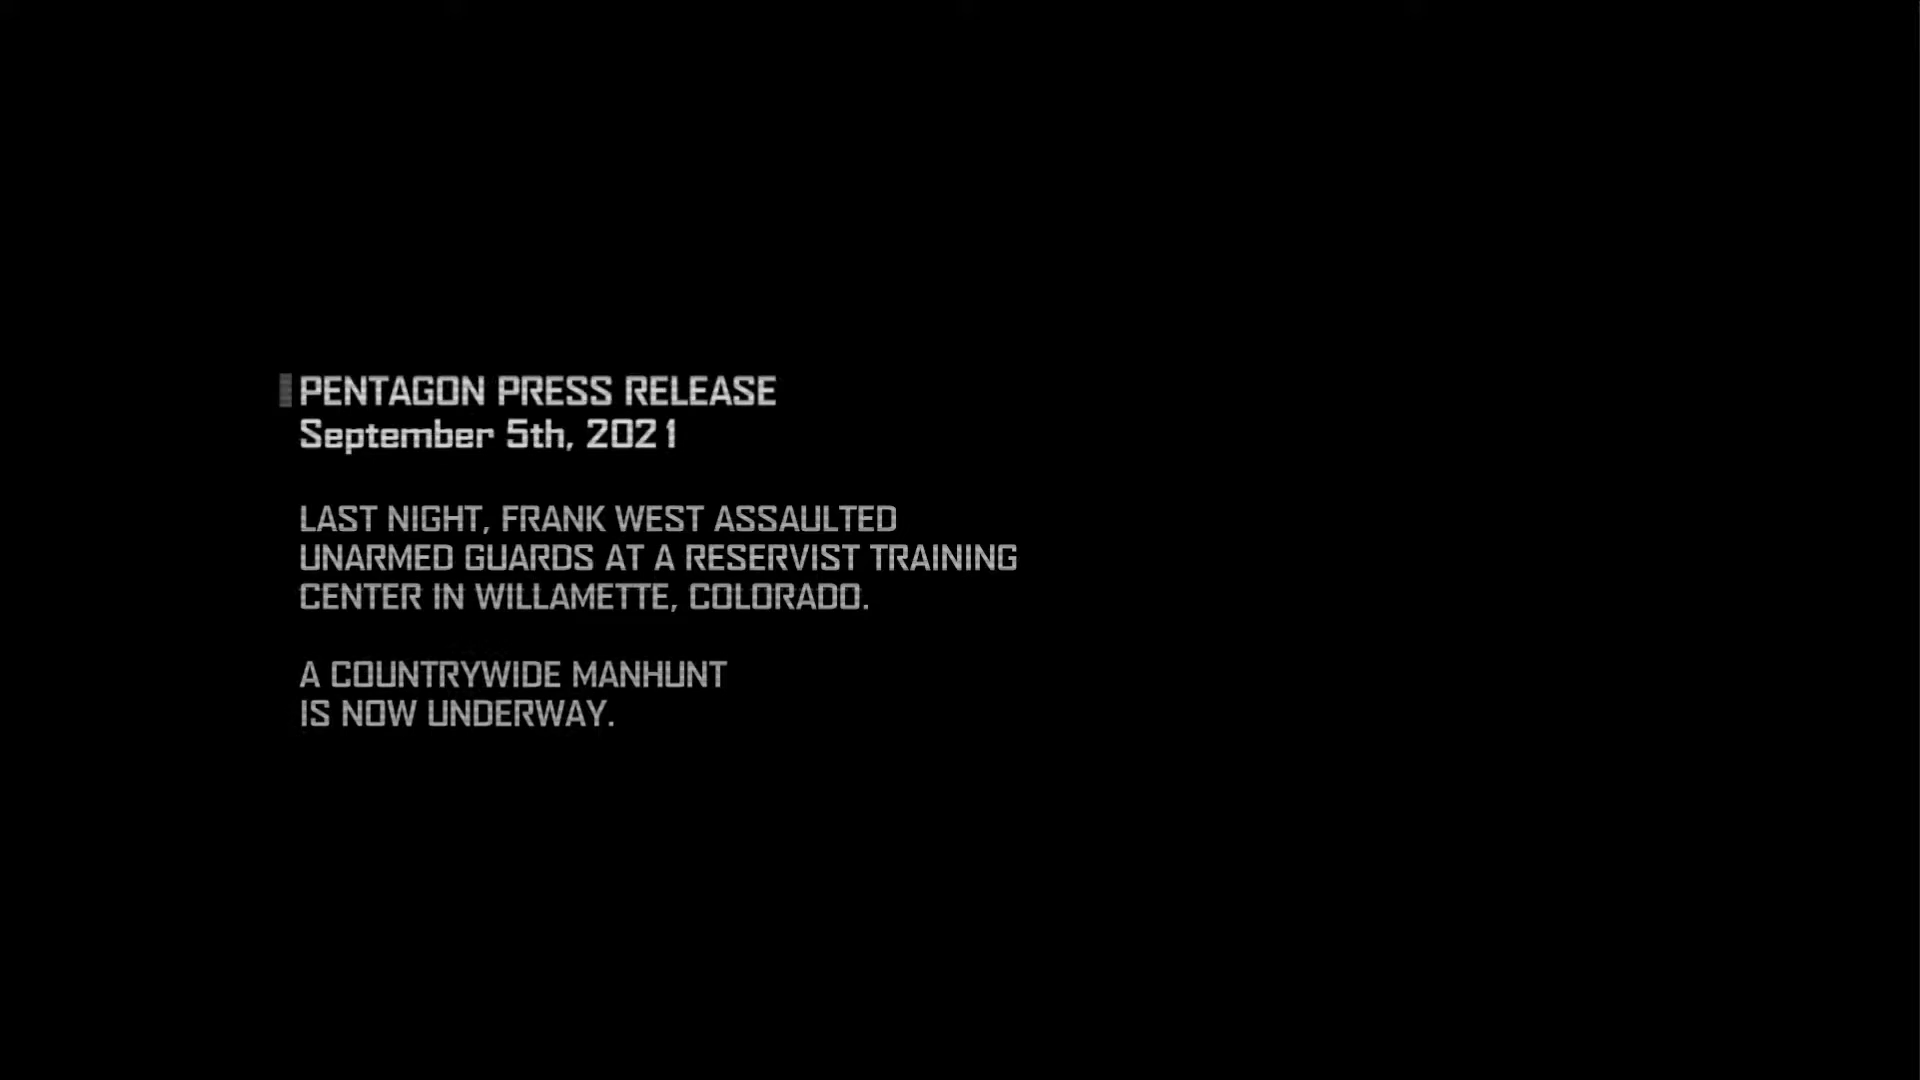 PENTAGON PRESS RELEASE
September 5th, 2021
LAST NIGHT, FRANK WEST ASSAULTED
UNARMED GUARDS AT A RESERVIST TRAINING
CENTER IN WILLAMETTE, COLORADO.
A COUNTRYWIDE MANHUNT
IS NOW UNDERWAY.